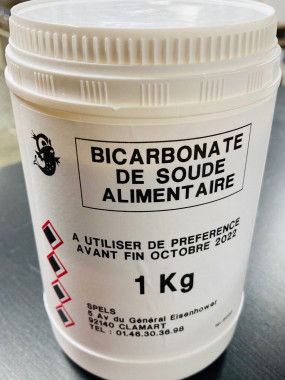 BICARBONATE
DE SOUDE
ALIMENTAIRE
A UTILISER DE PREFERENCE
AVANT FIN OCTOBRE 2022
1 Kg
SPELS
5 Av du Général Eisenhower
92140 CLAMART
TEL : 01.46.30.36.98